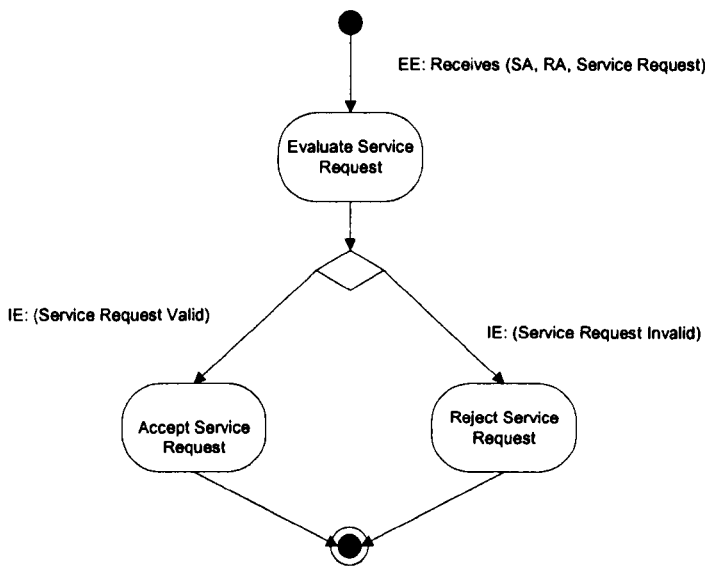 EE: Receives (SA, RA, Service Request)
Evaluate Service
Request
IE: (Service Request Valid)
IE: (Service Request Invalid)
Accept Service
Request
Reject Service
Request